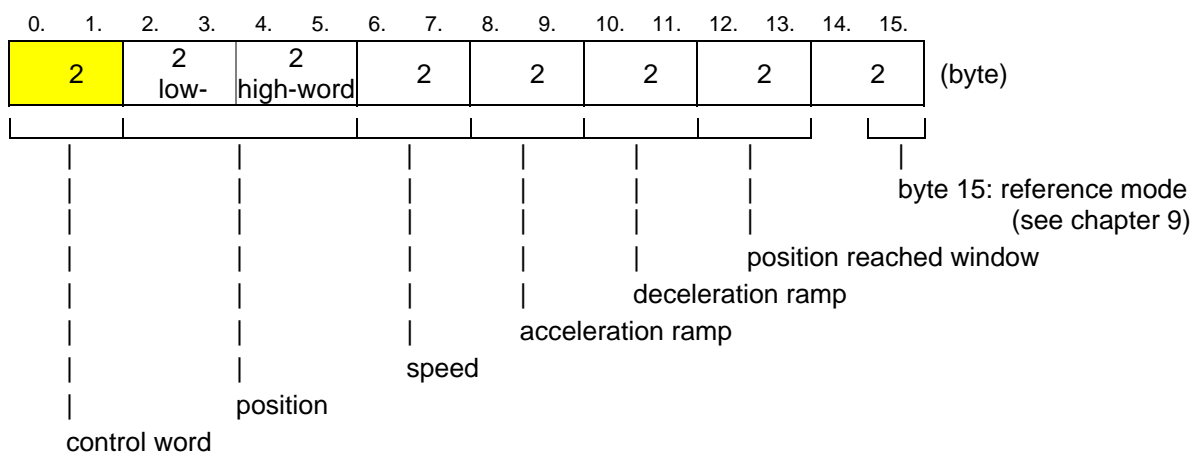 0. 1. 2. 3. 4. 5. 6. 7. 8. 9. 10. 11. 12. 13. 14. 15.
2 2 2 2 2 2 2 2 (byte)
low- high-word
byte 15: reference mode
(see chapter 9)
position reached window
deceleration ramp
acceleration ramp
speed
position
control word